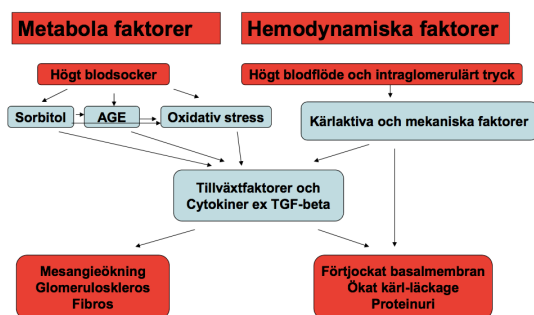 Metabola faktorer
Hemodynamiska faktorer
Högt blodsocker
Högt blodflöde och intraglomerulärt tryck
Sorbitol
AGE
Oxidativ stress
Kärlaktiva och mekaniska faktorer
Tillväxtfaktorer och
Cytokiner ex TGF-beta
Mesangieökning
Glomeruloskleros
Fibros
Förtjockat basalmembran
Ökat kärl-läckage
Proteinuri